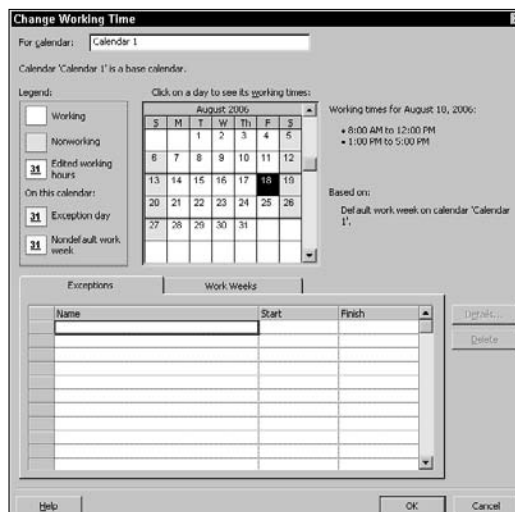 Change Working Time
For calendar: Calendar 1
Calendar 'Calendar 1' is a base calendar.
Legend:
Working
Nonworking
31 Edited working hours
On this calendar:
31 Exception day
31 Nondefault work week
Click on a day to see its working times:
August 2006
S M T W Th F S
1 2 3 4 5
6 7 8 9 10 11 12
13 14 15 16 17 18 19
20 21 22 23 24 25 26
27 28 29 30 31
Working times for August 18, 2006:
• 8:00 AM to 12:00 PM
• 1:00 PM to 5:00 PM
Based on:
Default work week on calendar 'Calendar
1'.
Exceptions
Work Weeks
Name Start Finish
Details...
Delete
Help
OK
Cancel